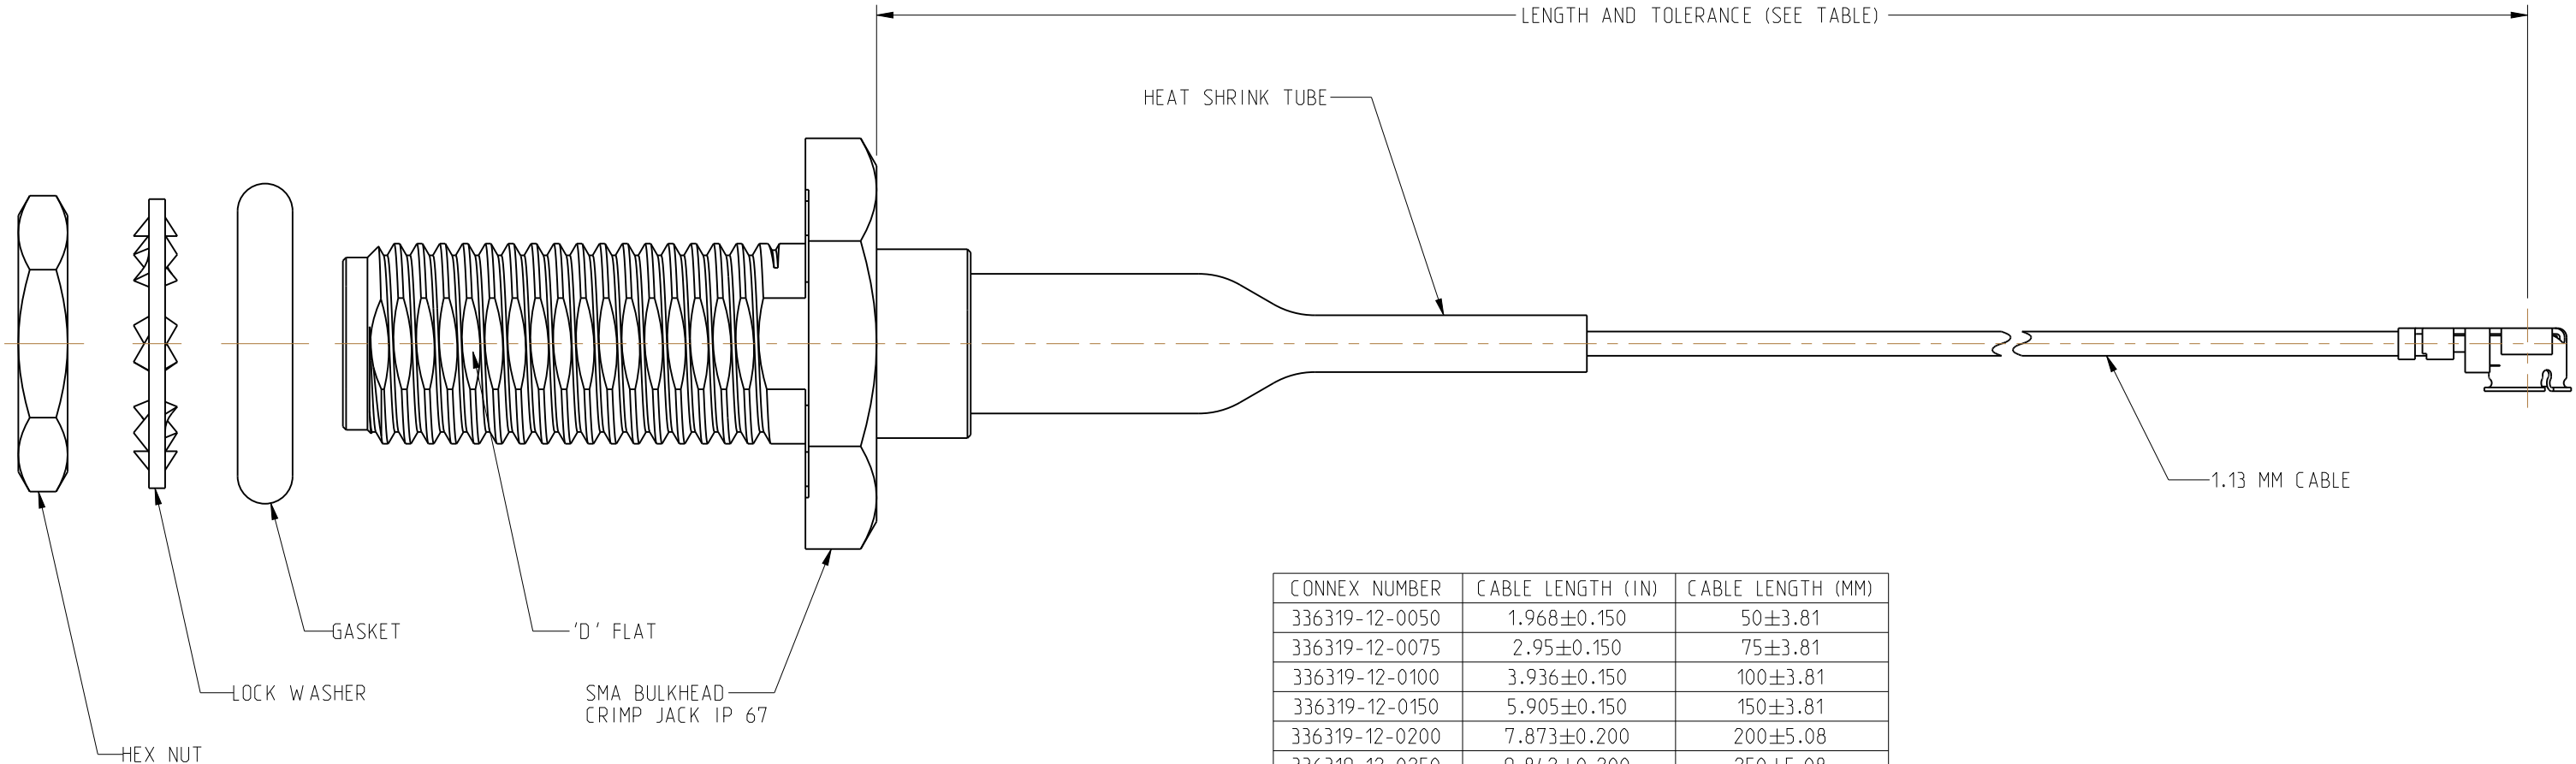 LENGTH AND TOLERANCE (SEE TABLE)
HEAT SHRINK TUBE
1.13 MM CABLE
GASKET
'D' FLAT
LOCK WASHER
SMA BULKHEAD
CRIMP JACK IP 67
HEX NUT
CONNEX NUMBER CABLE LENGTH (IN) CABLE LENGTH (MM)
336319-12-0050 1.968±0.150 50±3.81
336319-12-0075 2.95±0.150 75±3.81
336319-12-0100 3.936±0.150 100±3.81
336319-12-0150 5.905±0.150 150±3.81
336319-12-0200 7.873±0.200 200±5.08